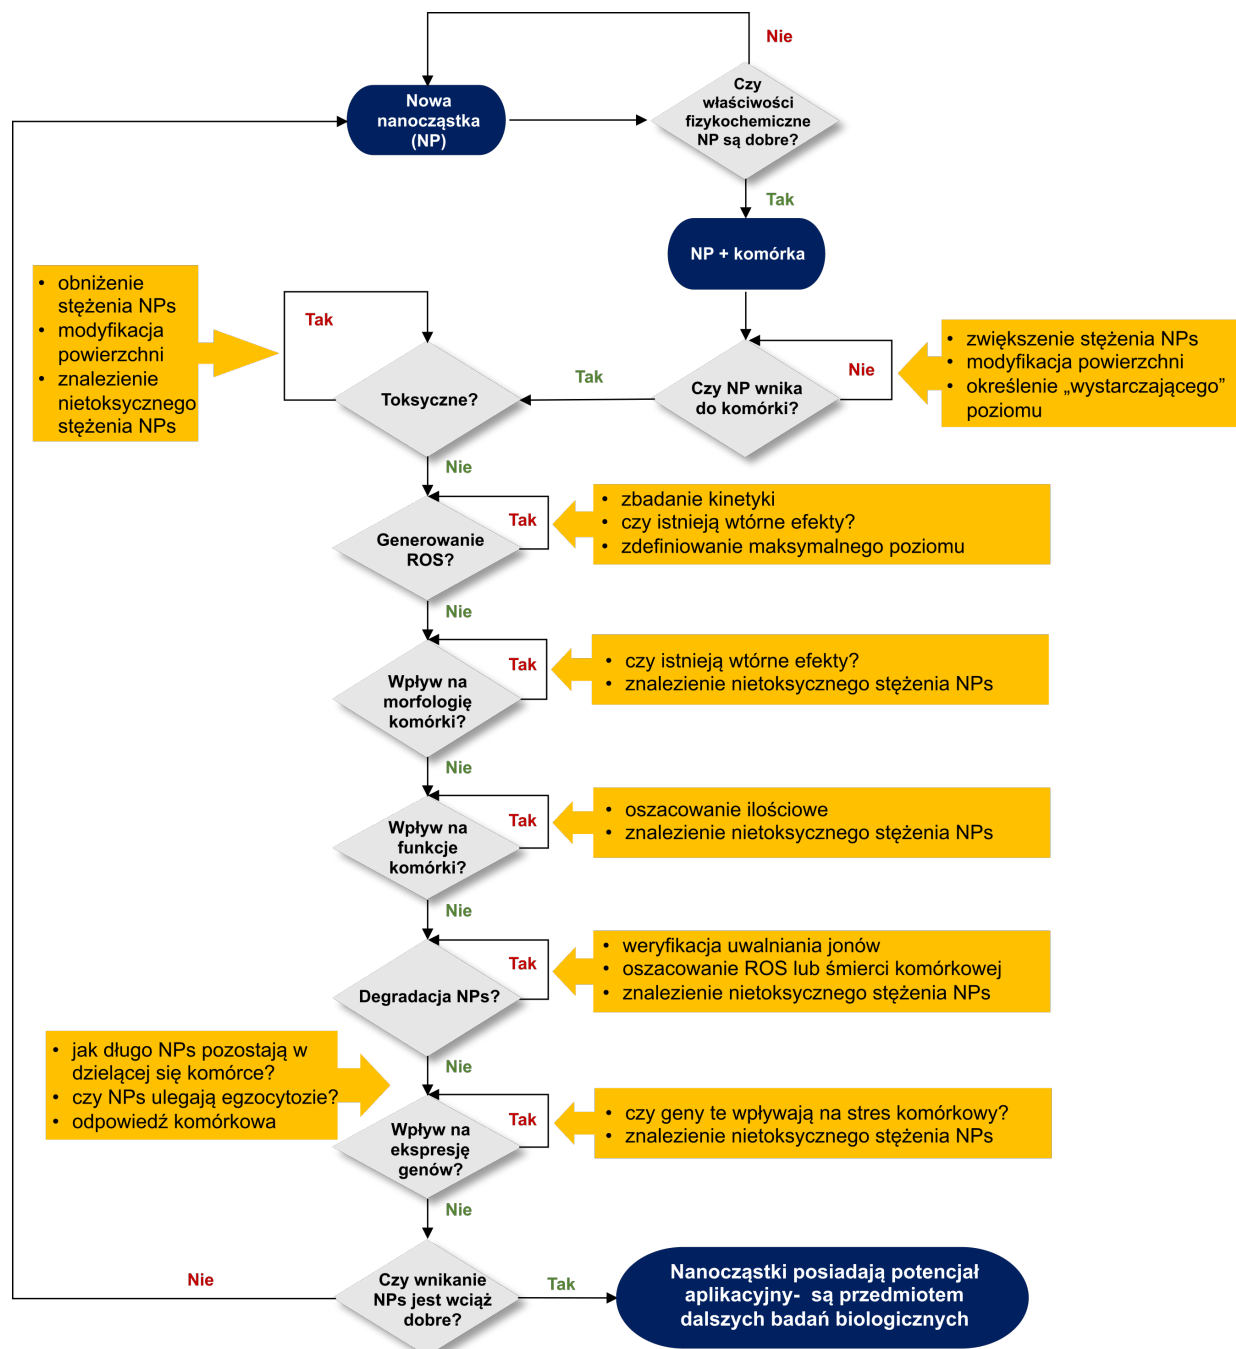 Nie
Nowa
nanocząstka
(NP)
Czy
właściwości
fizykochemiczne
NP są dobre?
Tak
NP + komórka
• obniżenie
stężenia NPs
• modyfikacja
powierzchni
• znalezienie
nietoksycznego
stężenia NPs
Tak
Toksyczne?
Tak
Czy NP wnika
do komórki?
Nie
• zwiększenie stężenia NPs
• modyfikacja powierzchni
• określenie „wystarczającego”
poziomu
Nie
Generowanie
ROS?
Tak
• zbadanie kinetyki
• czy istnieją wtórne efekty?
• zdefiniowanie maksymalnego poziomu
Nie
Wpływ na
morfologię
komórki?
Tak
• czy istnieją wtórne efekty?
• znalezienie nietoksycznego stężenia NPs
Nie
Wpływ na
funkcje
komórki?
Tak
• oszacowanie ilościowe
• znalezienie nietoksycznego stężenia NPs
Nie
Degradacja NPs?
Tak
• weryfikacja uwalniania jonów
• oszacowanie ROS lub śmierci komórkowej
• znalezienie nietoksycznego stężenia NPs
• jak długo NPs pozostają w
dzielącej się komórce?
• czy NPs ulegają egzocytozie?
• odpowiedź komórkowa
Nie
Wpływ na
ekspresję
genów?
Tak
• czy geny te wpływają na stres komórkowy?
• znalezienie nietoksycznego stężenia NPs
Nie
Nie
Czy wnikanie
NPs jest wciąż
dobre?
Tak
Nanocząstki posiadają potencjał
aplikacyjny- są przedmiotem
dalszych badań biologicznych